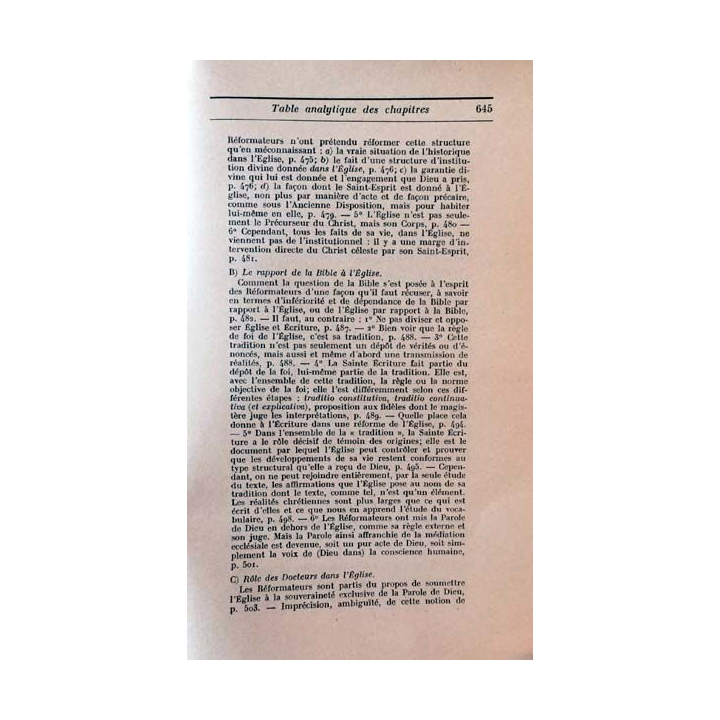 Table analytique des chapitres 645
Réformateurs n'ont prétendu réformer cette structure
qu'en méconnaissant : a) la vraie situation de l'historique
dans l'Eglise, p. 475; b) le fait d'une structure d'institu-
tion divine donnée dans l'Église, p. 476; c) la garantie di-
vine qui lui est donnée et l'engagement que Dieu a pris,
p. 476; d) la façon dont le Saint-Esprit est donné à l'É-
glise, non plus par manière d'acte et de façon précaire,
comme sous l'Ancienne Disposition, mais pour habiter
lui-même en elle, p. 479. — 5° L'Église n'est pas seule-
ment le Précurseur du Christ, mais son Corps, p. 480 —
6° Cependant, tous les faits de sa vie, dans l'Eglise, ne
viennent pas de l'institutionnel : il y a une marge d'in-
tervention directe du Christ céleste par son Saint-Esprit,
p. 481.
B) Le rapport de la Bible à l'Église.
Comment la question de la Bible s'est posée à l'esprit
des Réformateurs d'une façon qu'il faut récuser, à savoir
en termes d'infériorité et de dépendance de la Bible par
rapport à l'Église, ou de l'Église par rapport à la Bible,
p. 482. — Il faut, au contraire : 1° Ne pas diviser et oppo-
ser Église et Ecriture, p. 487. — 2° Bien voir que la règle
de foi de l'Église, c'est sa tradition, p. 488. — 3° Cette
tradition n'est pas seulement un dépôt de vérités ou d'é-
noncés, mais aussi et même d'abord une transmission de
réalités, p. 488. — 4° La Sainte Ecriture fait partie du
dépôt de la foi, lui-même partie de la tradition. Elle est,
avec l'ensemble de cette tradition, la règle ou la norme
objective de la foi; elle l'est différemment selon ces dif-
férentes étapes : traditio constitutiva, traditio continua-
tiva (et explicativa), proposition aux fidèles dont le magis-
tère juge les interprétations, p. 489. — Quelle place cela
donne à l'Écriture dans une réforme de l'Église, p. 494.
— 5° Dans l'ensemble de la « tradition », la Sainte Ecri-
ture a le rôle décisif de témoin des origines; elle est le
document par lequel l'Église peut contrôler et prouver
que les développements de sa vie restent conformes au
type structural qu'elle a reçu de Dieu, p. 495. — Cepen-
dant, on ne peut rejoindre entièrement, par la seule étude
du texte, les affirmations que l'Église pose au nom de sa
tradition dont le texte, comme tel, n'est qu'un élément.
Les réalités chrétiennes sont plus larges que ce qui est
écrit d'elles et ce que nous en apprend l'étude du voca-
bulaire, p. 498. — 6° Les Réformateurs ont mis la Parole
de Dieu en dehors de l'Église, comme sa règle externe et
son juge. Mais la Parole ainsi affranchie de la médiation
ecclésiale est devenue, soit un pur acte de Dieu, soit sim-
plement la voix de (Dieu dans) la conscience humaine,
p. 501.
C) Rôle des Docteurs dans l'Église.
Les Réformateurs sont partis du propos de soumettre
l'Église à la souveraineté exclusive de la Parole de Dieu,
p. 503. — Imprécision, ambiguïté, de cette notion de